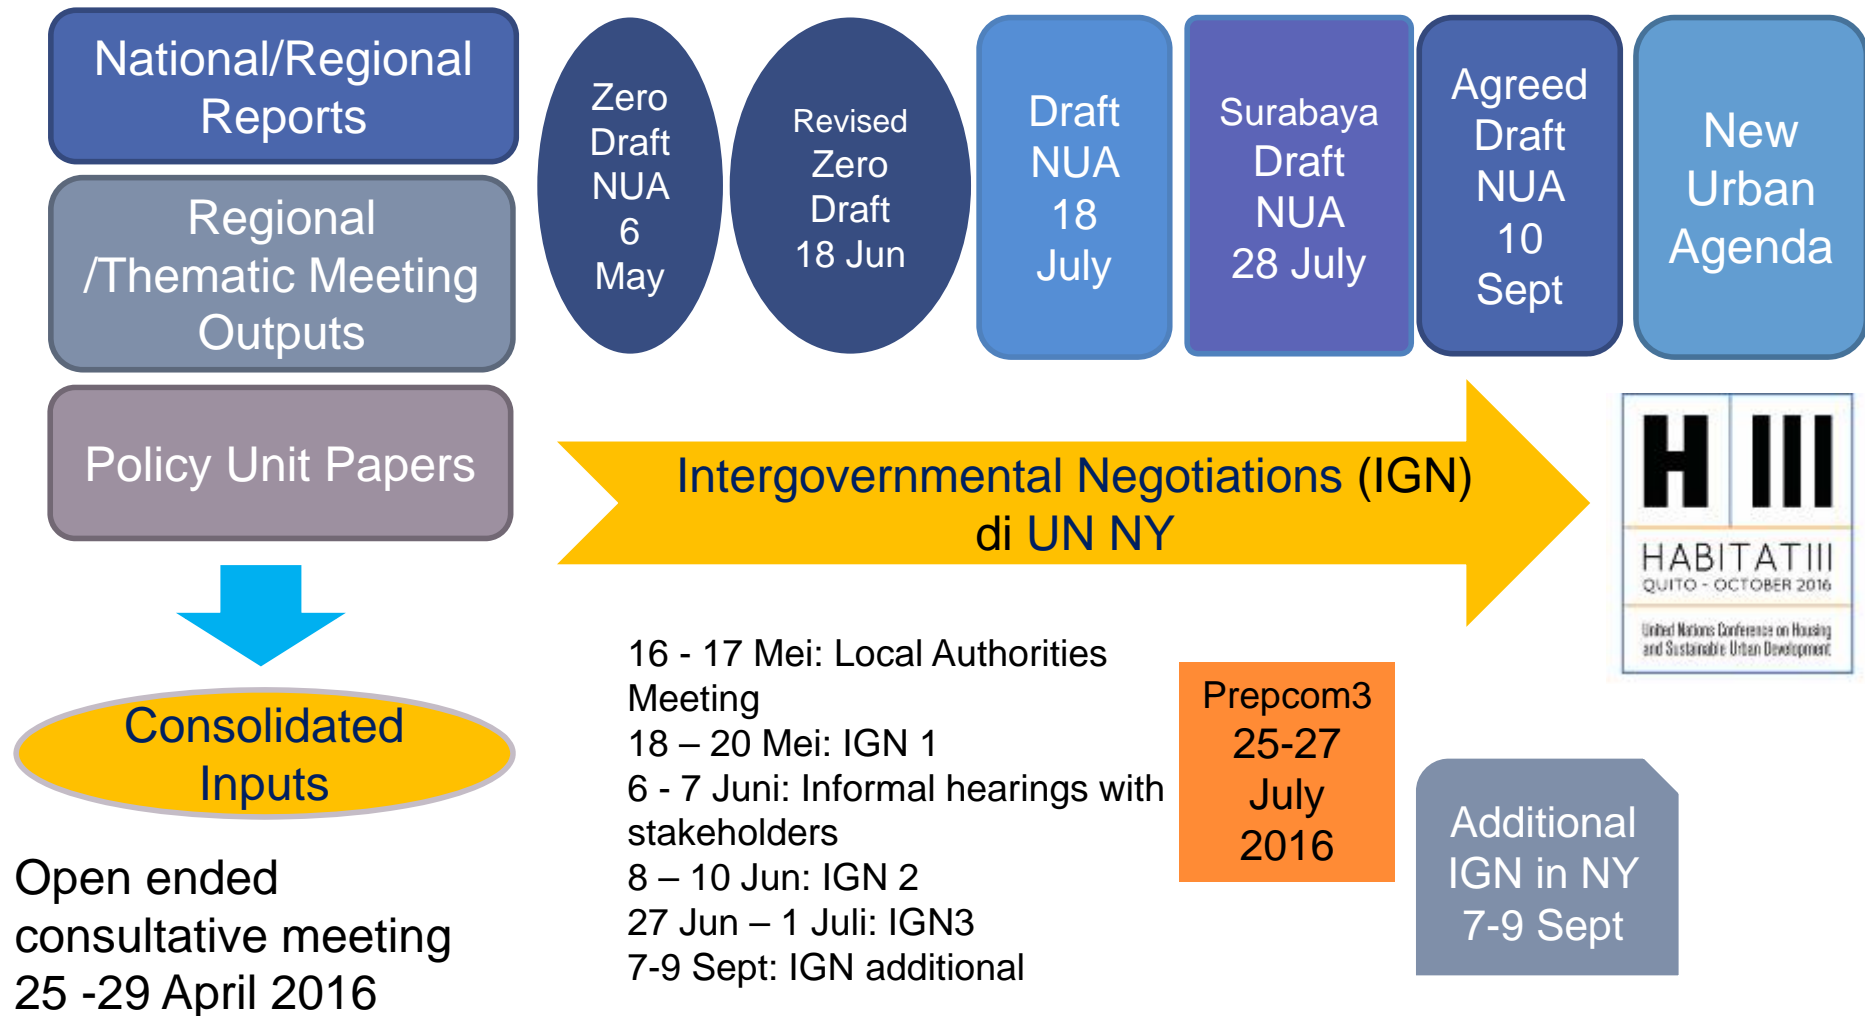 National/Regional
Reports
Regional
/Thematic Meeting
Outputs
Policy Unit Papers
Consolidated
Inputs
Open ended
consultative meeting
25 -29 April 2016
Zero
Draft
NUA
6
May
Revised
Zero
Draft
18 Jun
Draft
NUA
18
July
Surabaya
Draft
NUA
28 July
Agreed
Draft
NUA
10
Sept
New
Urban
Agenda
Intergovernmental Negotiations (IGN)
di UN NY
16 - 17 Mei: Local Authorities
Meeting
18 – 20 Mei: IGN 1
6 - 7 Juni: Informal hearings with
stakeholders
8 – 10 Jun: IGN 2
27 Jun – 1 Juli: IGN3
7-9 Sept: IGN additional
Prepcom3
25-27
July
2016
Additional
IGN in NY
7-9 Sept
H III
HABITAT III
QUITO - OCTOBER 2016
United Nations Conference on Housing
and Sustainable Urban Development